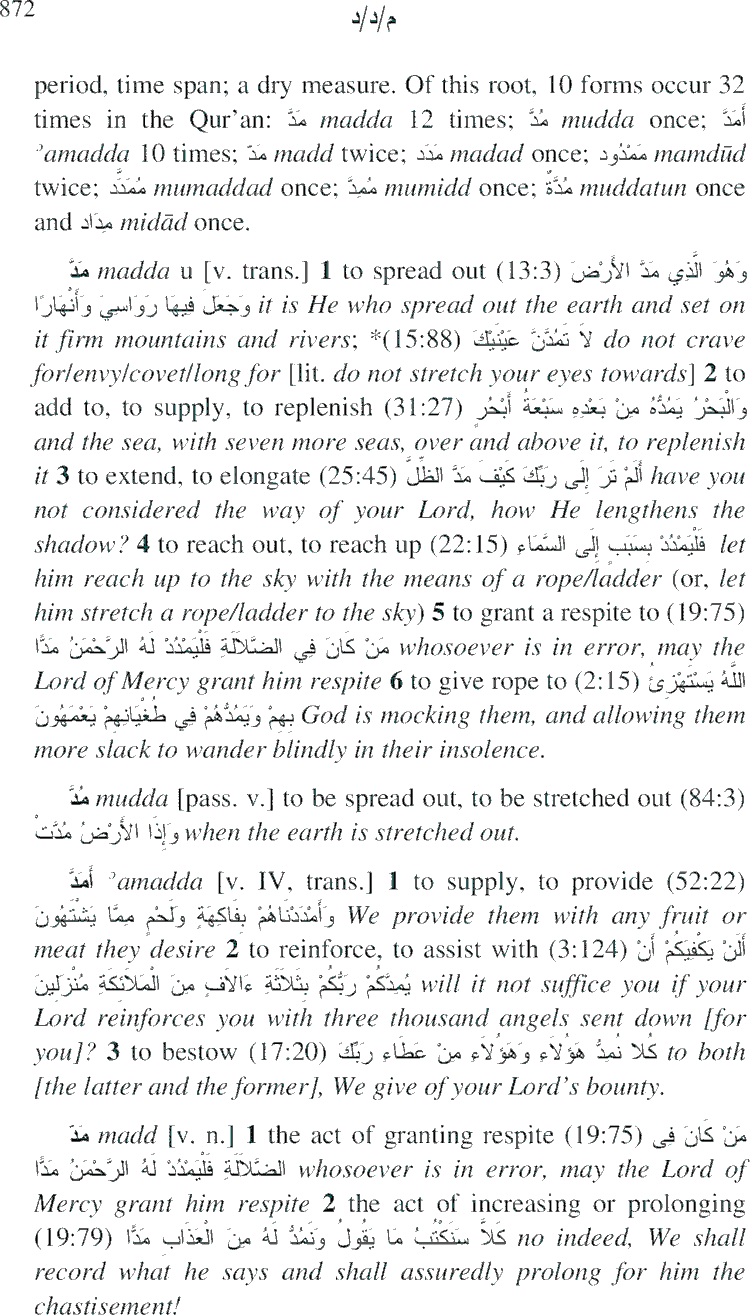 872
م/د/د
period, time span; a dry measure. Of this root, 10 forms occur 32
times in the Qur'an: مَدَّ madda 12 times; مُدَّ mudda once; أَمَدَّ
ʾamadda 10 times; مَدّ madd twice; مَدَد madad once; مَمْدُود mamdūd
twice; مُمَدَّد mumaddad once; مُمِدّ mumidd once; مُدَّةٌ muddatun once
and مِدَاد midād once.
مَدَّ madda u [v. trans.] 1 to spread out (13:3) وَهُوَ الَّذِي مَدَّ الأَرْضَ
وَجَعَلَ فِيهَا رَوَاسِيَ وَأَنْهَارًا it is He who spread out the earth and set on
it firm mountains and rivers; *(15:88) لاَ تَمُدَّنَّ عَيْنَيْكَ do not crave
for/envy/covet/long for [lit. do not stretch your eyes towards] 2 to
add to, to supply, to replenish (31:27) وَالْبَحْرُ يَمُدُّهُ مِنْ بَعْدِهِ سَبْعَةُ أَبْحُرٍ
and the sea, with seven more seas, over and above it, to replenish
it 3 to extend, to elongate (25:45) أَلَمْ تَرَ إِلَى رَبِّكَ كَيْفَ مَدَّ الظِّلَّ have you
not considered the way of your Lord, how He lengthens the
shadow? 4 to reach out, to reach up (22:15) فَلْيَمْدُدْ بِسَبَبٍ إِلَى السَّمَاءِ let
him reach up to the sky with the means of a rope/ladder (or, let
him stretch a rope/ladder to the sky) 5 to grant a respite to (19:75)
مَنْ كَانَ فِي الضَّلاَلَةِ فَلْيَمْدُدْ لَهُ الرَّحْمَنُ مَدًّا whosoever is in error, may the
Lord of Mercy grant him respite 6 to give rope to (2:15) اللَّهُ يَسْتَهْزِئُ
بِهِمْ وَيَمُدُّهُمْ فِي طُغْيَانِهِمْ يَعْمَهُونَ God is mocking them, and allowing them
more slack to wander blindly in their insolence.
مُدَّ mudda [pass. v.] to be spread out, to be stretched out (84:3)
وَإِذَا الأَرْضُ مُدَّتْ when the earth is stretched out.
أَمَدَّ ʾamadda [v. IV, trans.] 1 to supply, to provide (52:22)
وَأَمْدَدْنَاهُمْ بِفَاكِهَةٍ وَلَحْمٍ مِمَّا يَشْتَهُونَ We provide them with any fruit or
meat they desire 2 to reinforce, to assist with (3:124) أَلَنْ يَكْفِيَكُمْ أَنْ
يُمِدَّكُمْ رَبُّكُمْ بِثَلاَثَةِ ءَالاَفٍ مِنَ الْمَلاَئِكَةِ مُنْزَلِينَ will it not suffice you if your
Lord reinforces you with three thousand angels sent down [for
you]? 3 to bestow (17:20) كُلاًّ نُمِدُّ هَؤُلاَءِ وَهَؤُلاَءِ مِنْ عَطَاءِ رَبِّكَ to both
[the latter and the former], We give of your Lord's bounty.
مَدّ madd [v. n.] 1 the act of granting respite (19:75) مَنْ كَانَ فِى
الضَّلاَلَةِ فَلْيَمْدُدْ لَهُ الرَّحْمَنُ مَدًّا whosoever is in error, may the Lord of
Mercy grant him respite 2 the act of increasing or prolonging
(19:79) كَلاَّ سَنَكْتُبُ مَا يَقُولُ وَنَمُدُّ لَهُ مِنَ الْعَذَابِ مَدًّا no indeed, We shall
record what he says and shall assuredly prolong for him the
chastisement!